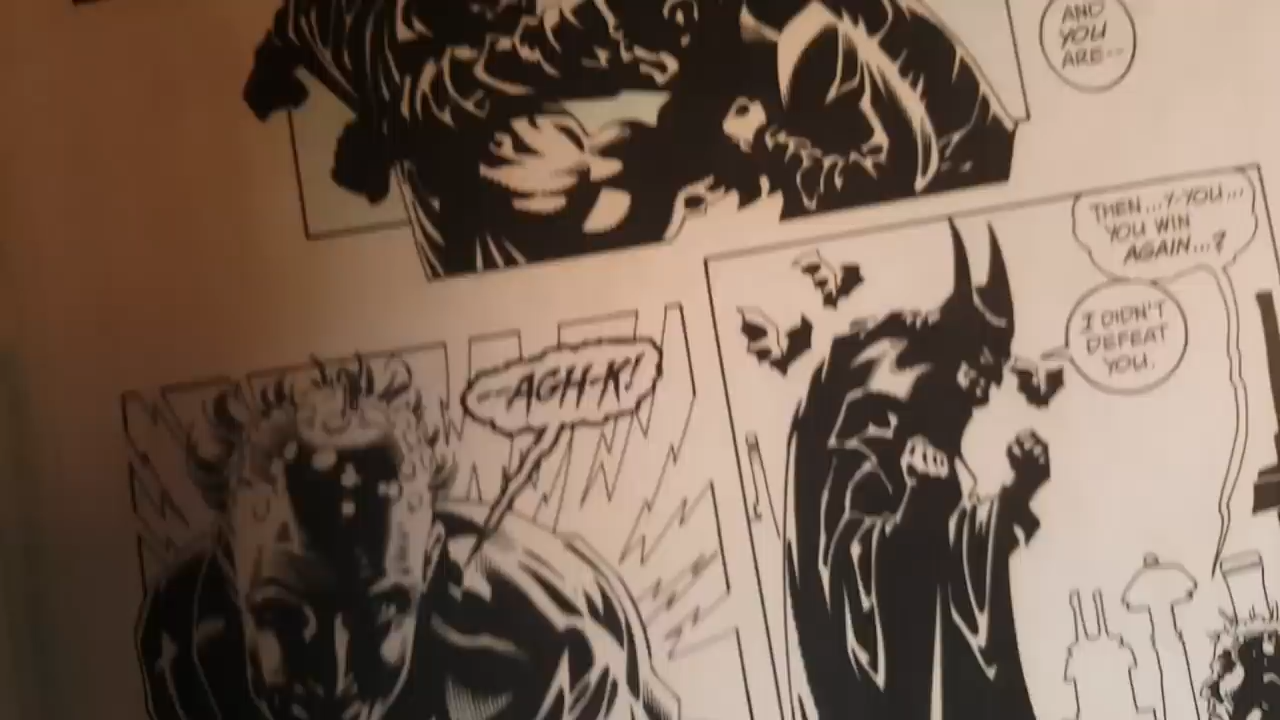 AND
YOU
ARE--
--AGH-K!
THEN...Y-YOU...
YOU WIN
AGAIN...?
I DIDN'T
DEFEAT
YOU.